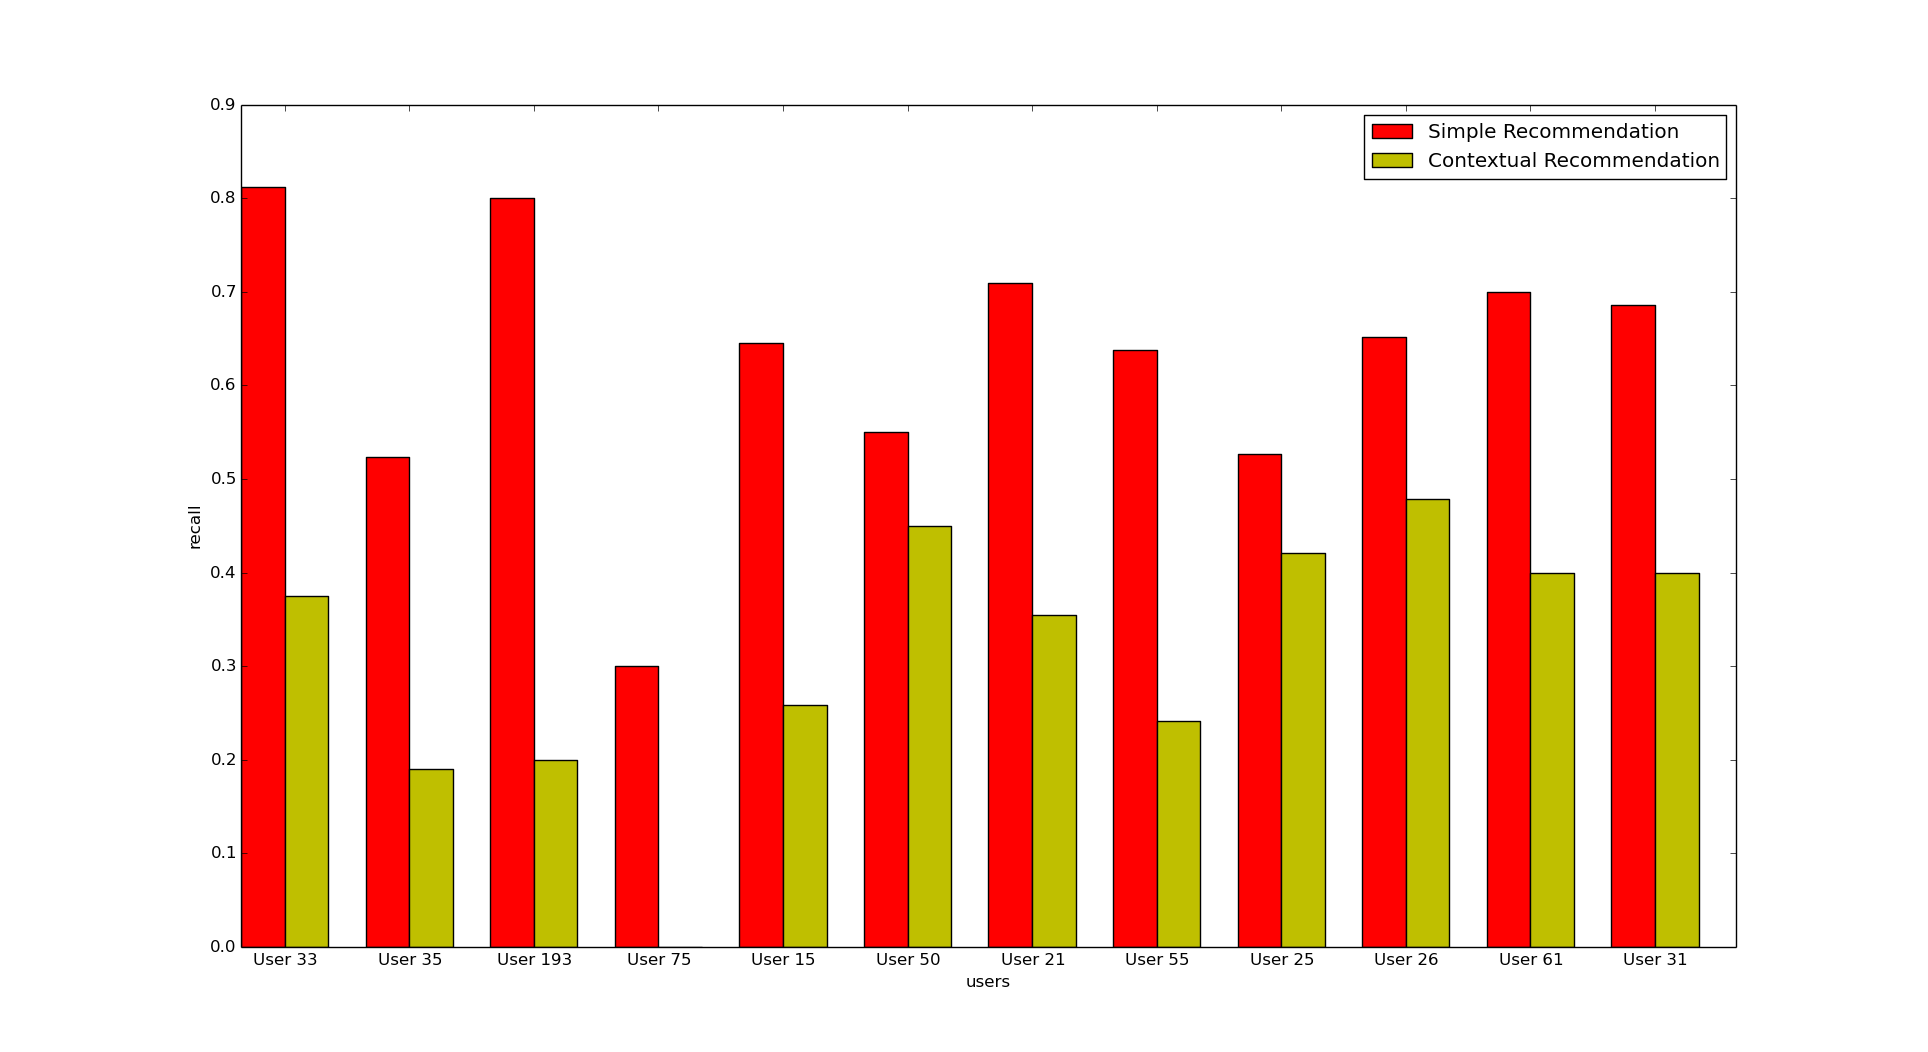 0.9
0.8
0.7
0.6
0.5
0.4
0.3
0.2
0.1
0.0
recall
Simple Recommendation
Contextual Recommendation
User 33 User 35 User 193 User 75 User 15 User 50 User 21 User 55 User 25 User 26 User 61 User 31
users